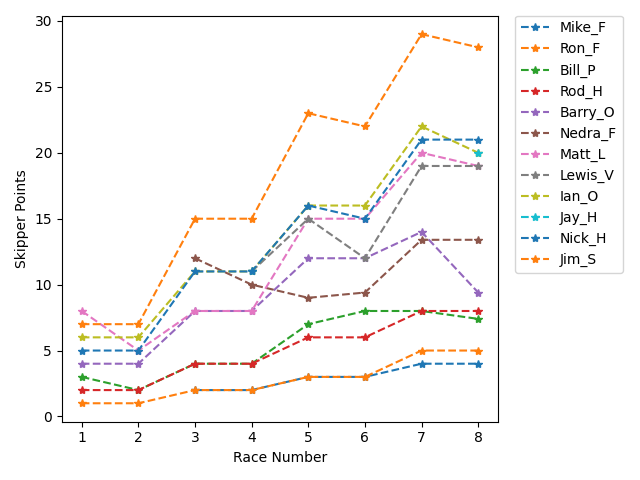 30
25
20
15
10
5
0
Skipper Points
1 2 3 4 5 6 7 8
Race Number
Mike_F
Ron_F
Bill_P
Rod_H
Barry_O
Nedra_F
Matt_L
Lewis_V
Ian_O
Jay_H
Nick_H
Jim_S